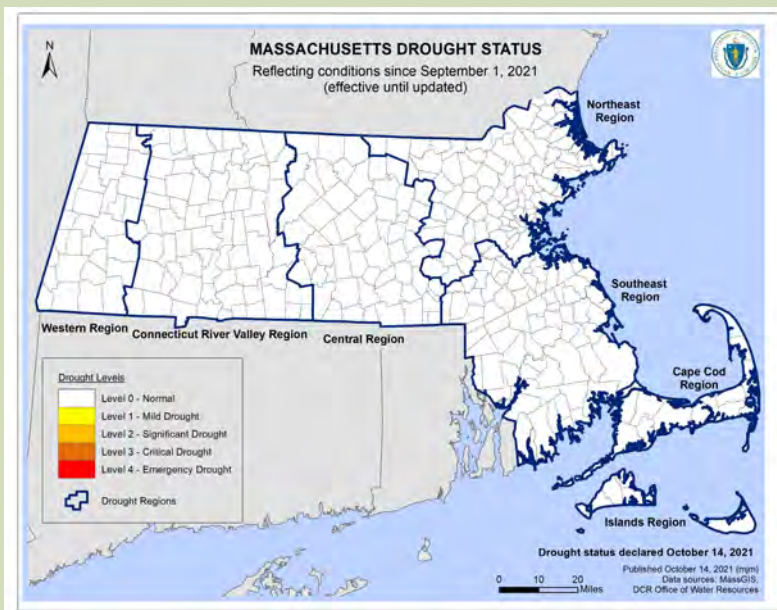 N
MASSACHUSETTS DROUGHT STATUS
Reflecting conditions since September 1, 2021
(effective until updated)
Northeast
Region
Southeast
Region
Western Region
Connecticut River Valley Region
Central Region
Cape Cod
Region
Drought Levels
Level 0 - Normal
Level 1 - Mild Drought
Level 2 - Significant Drought
Level 3 - Critical Drought
Level 4 - Emergency Drought
Drought Regions
Islands Region
Drought status declared October 14, 2021
Published October 14, 2021 (mjm)
Data sources: MassGIS,
DCR Office of Water Resources
0 10 20
Miles